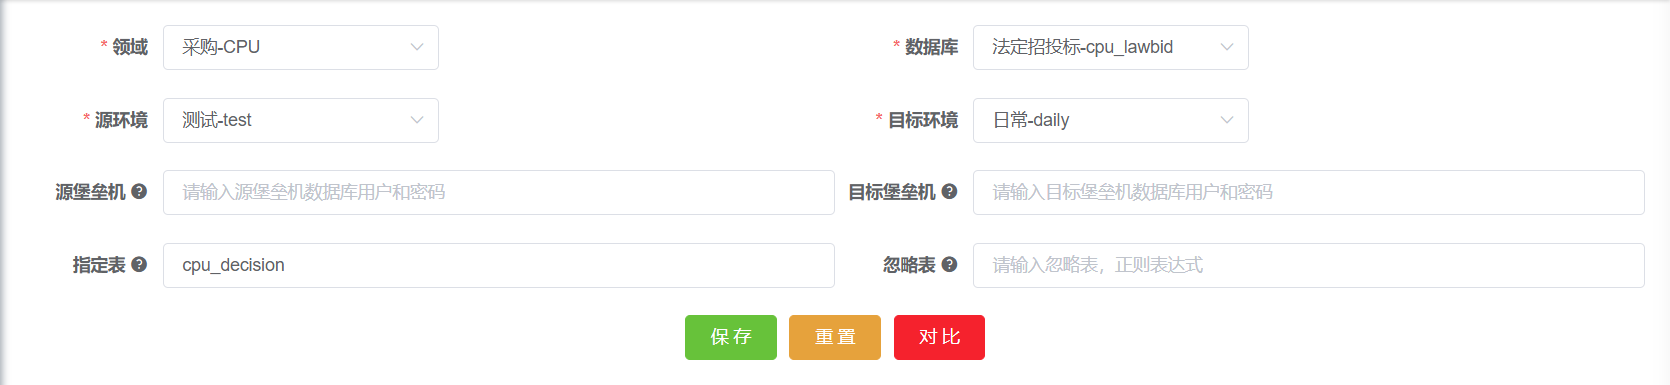 * 领域 采购-CPU * 数据库 法定招投标-cpu_lawbid
* 源环境 测试-test * 目标环境 日常-daily
源堡垒机 ? 请输入源堡垒机数据库用户和密码 目标堡垒机 ? 请输入目标堡垒机数据库用户和密码
指定表 ? cpu_decision 忽略表 ? 请输入忽略表，正则表达式
保存 重置 对比